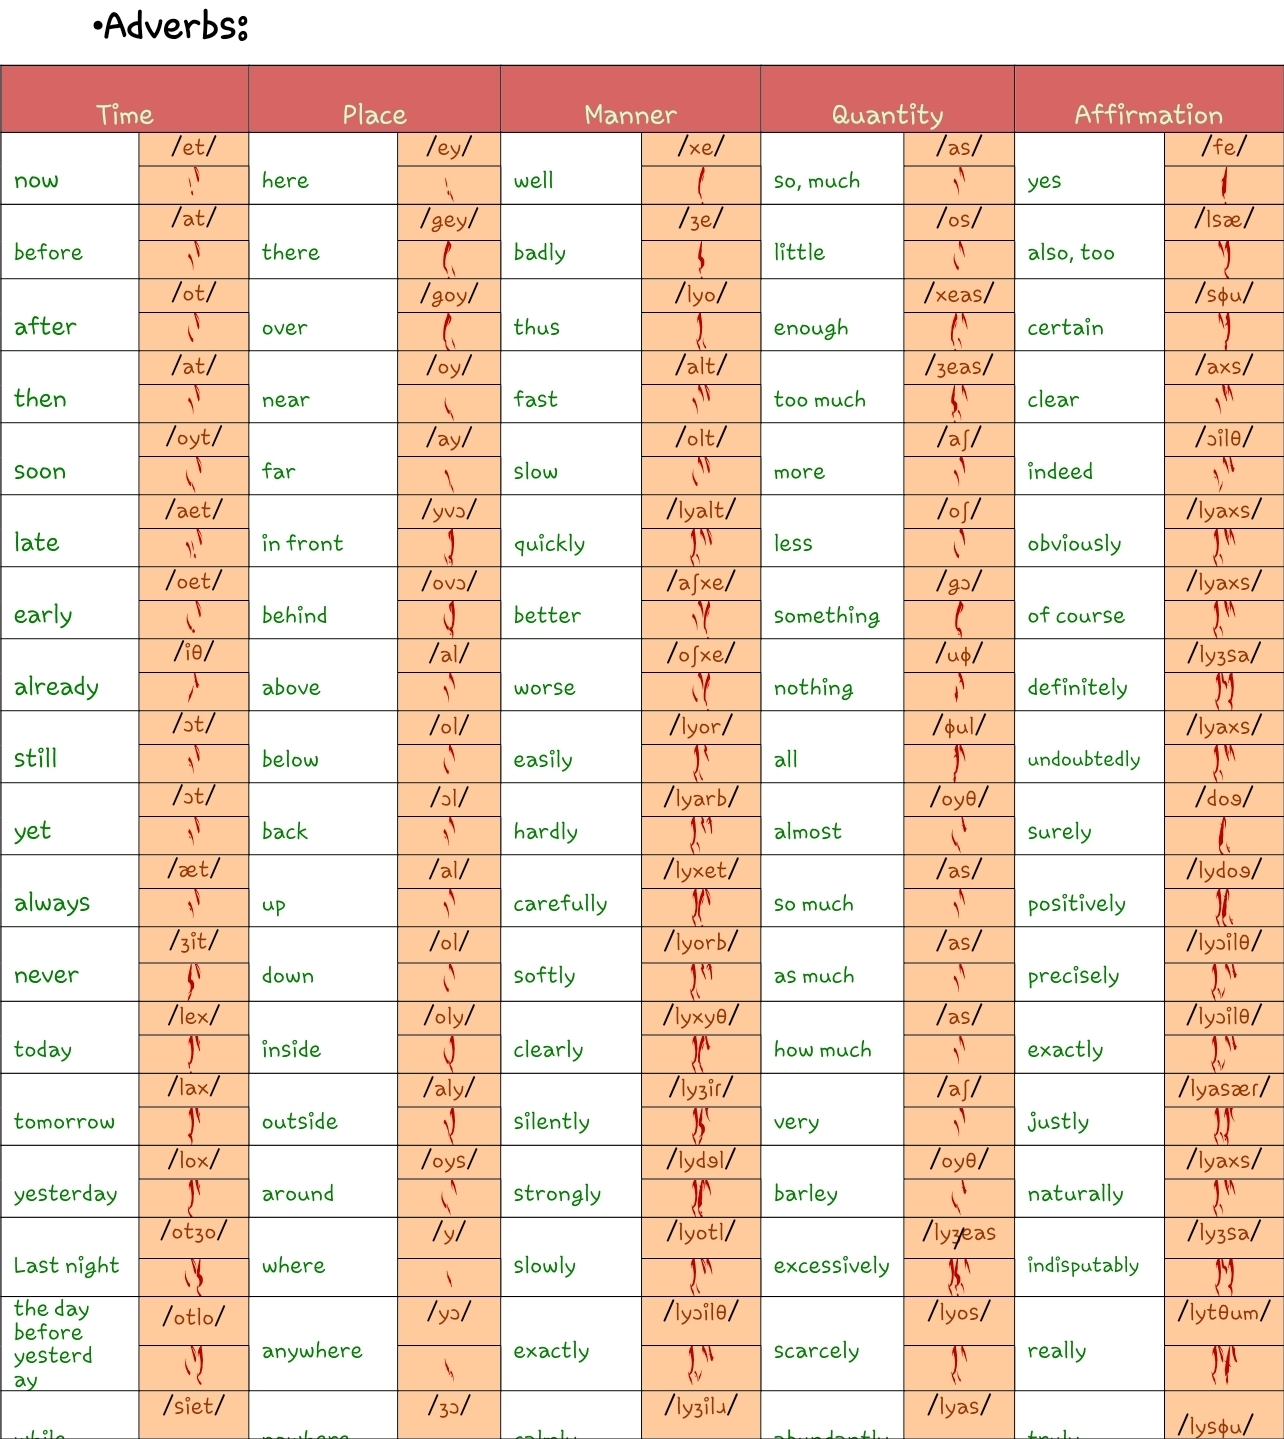 •Adverbs:
Time Place Manner Quantity Affirmation
/et/ /ey/ /xe/ /as/ /fe/
now here well so, much yes
/at/ /gey/ /ʒe/ /os/ /lsæ/
before there badly little also, too
/ot/ /goy/ /lyo/ /xeas/ /sɸu/
after over thus enough certain
/at/ /oy/ /alt/ /ʒeas/ /axs/
then near fast too much clear
/oyt/ /ay/ /olt/ /aʃ/ /ɔilθ/
soon far slow more indeed
/aet/ /yvɔ/ /lyalt/ /oʃ/ /lyaxs/
late in front quickly less obviously
/oet/ /ovɔ/ /aʃxe/ /gɔ/ /lyaxs/
early behind better something of course
/iθ/ /al/ /oʃxe/ /uɸ/ /lyʒsa/
already above worse nothing definitely
/ɔt/ /ol/ /lyor/ /ɸul/ /lyaxs/
still below easily all undoubtedly
/ɔt/ /ɔl/ /lyarb/ /oyθ/ /doɘ/
yet back hardly almost surely
/æt/ /al/ /lyxet/ /as/ /lydoɘ/
always up carefully so much positively
/ʒit/ /ol/ /lyorb/ /as/ /lyɔilθ/
never down softly as much precisely
/lex/ /oly/ /lyxyθ/ /as/ /lyɔilθ/
today inside clearly how much exactly
/lax/ /aly/ /lyʒiɾ/ /aʃ/ /lyasæɾ/
tomorrow outside silently very justly
/lox/ /oys/ /lydɘl/ /oyθ/ /lyaxs/
yesterday around strongly barley naturally
/otʒo/ /y/ /lyotl/ /lyʒeas/ /lyʒsa/
Last night where slowly excessively indisputably
/otlo/ /yɔ/ /lyɔilθ/ /lyos/ /lytθum/
the day
before
yesterd
ay
anywhere exactly scarcely really
/siet/ /ʒɔ/ /lyʒilɹ/ /lyas/ /lysɸu/
while nowhere calmly abundantly truly